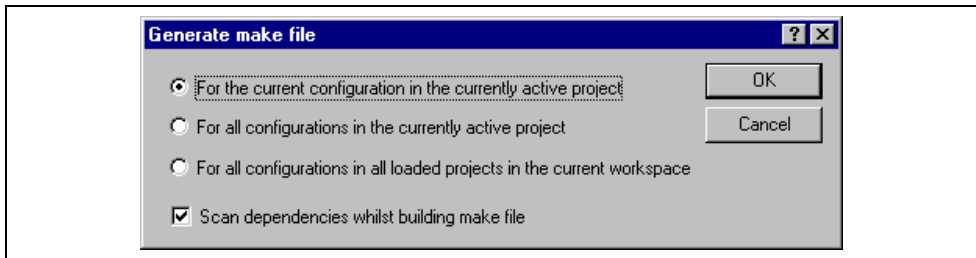 Generate make file
For the current configuration in the currently active project
OK
For all configurations in the currently active project
Cancel
For all configurations in all loaded projects in the current workspace
Scan dependencies whilst building make file